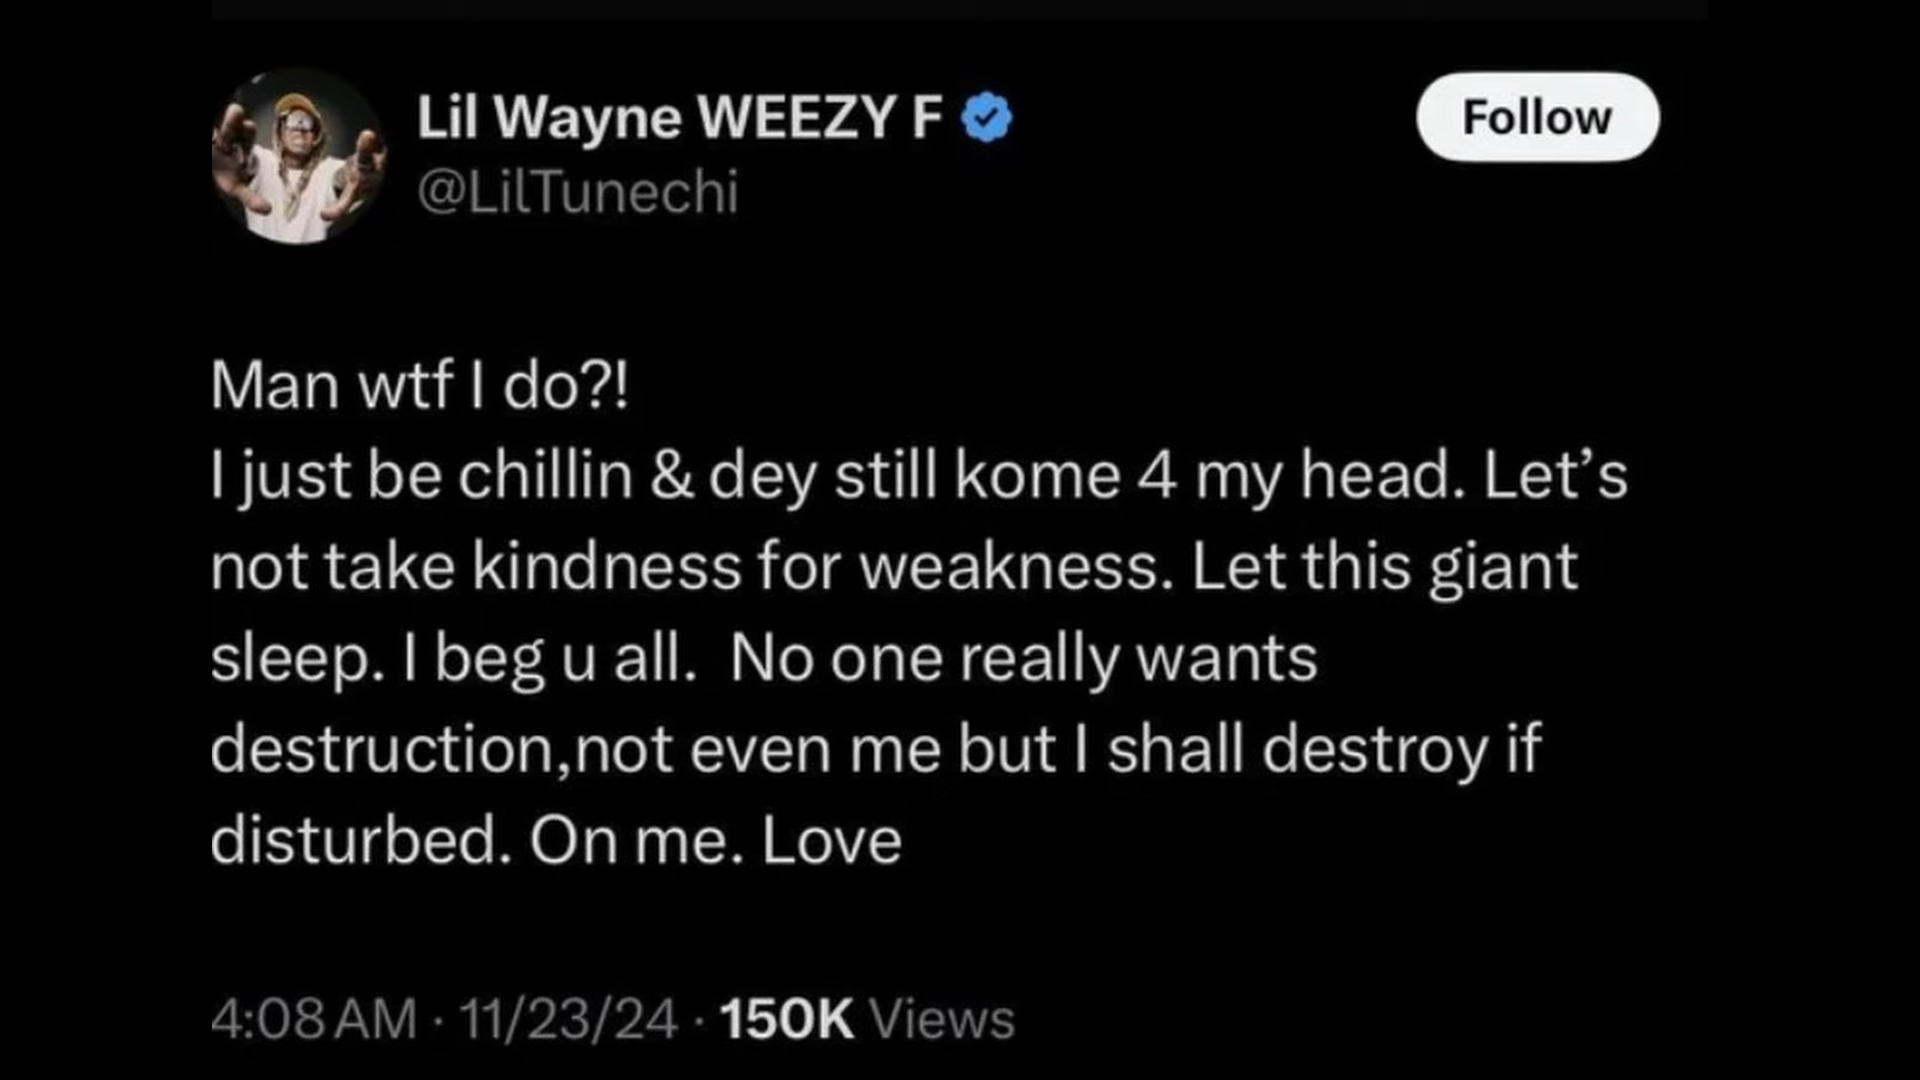 Lil Wayne WEEZY F
Follow
@LilTunechi
Man wtf I do?!
I just be chillin & dey still kome 4 my head. Let’s
not take kindness for weakness. Let this giant
sleep. I beg u all.  No one really wants
destruction,not even me but I shall destroy if
disturbed. On me. Love
4:08 AM · 11/23/24 · 150K Views